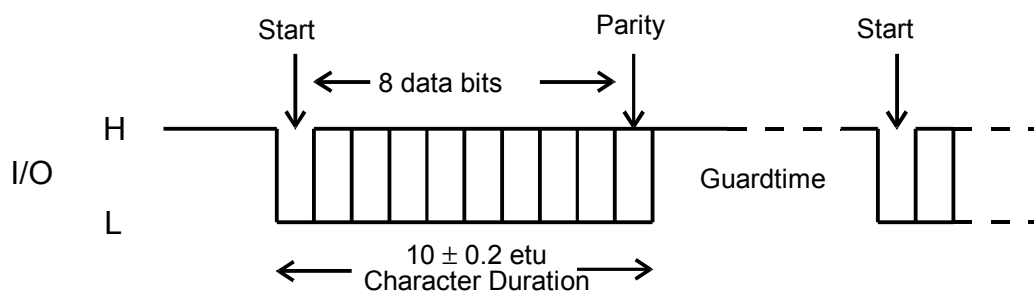 Start
Parity
Start
8 data bits
H
I/O
Guardtime
L
10 ± 0.2 etu
Character Duration